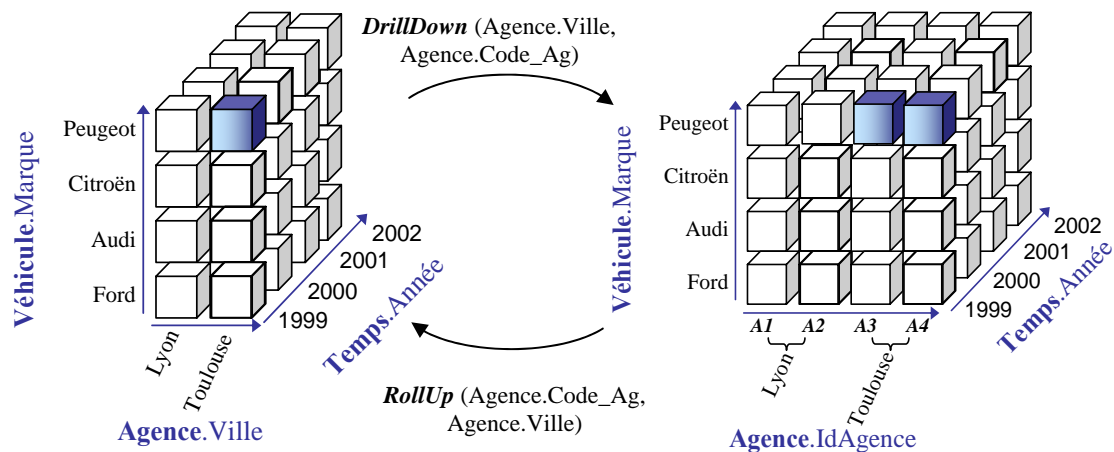 DrillDown (Agence.Ville,
Agence.Code_Ag)
Véhicule.Marque
Peugeot
Citroën
Audi
Ford
1999
2000
2001
2002
Temps.Année
Lyon
Toulouse
Agence.Ville
RollUp (Agence.Code_Ag,
Agence.Ville)
Véhicule.Marque
Peugeot
Citroën
Audi
Ford
1999
2000
2001
2002
Temps.Année
A1 A2 A3 A4
Lyon
Toulouse
Agence.IdAgence